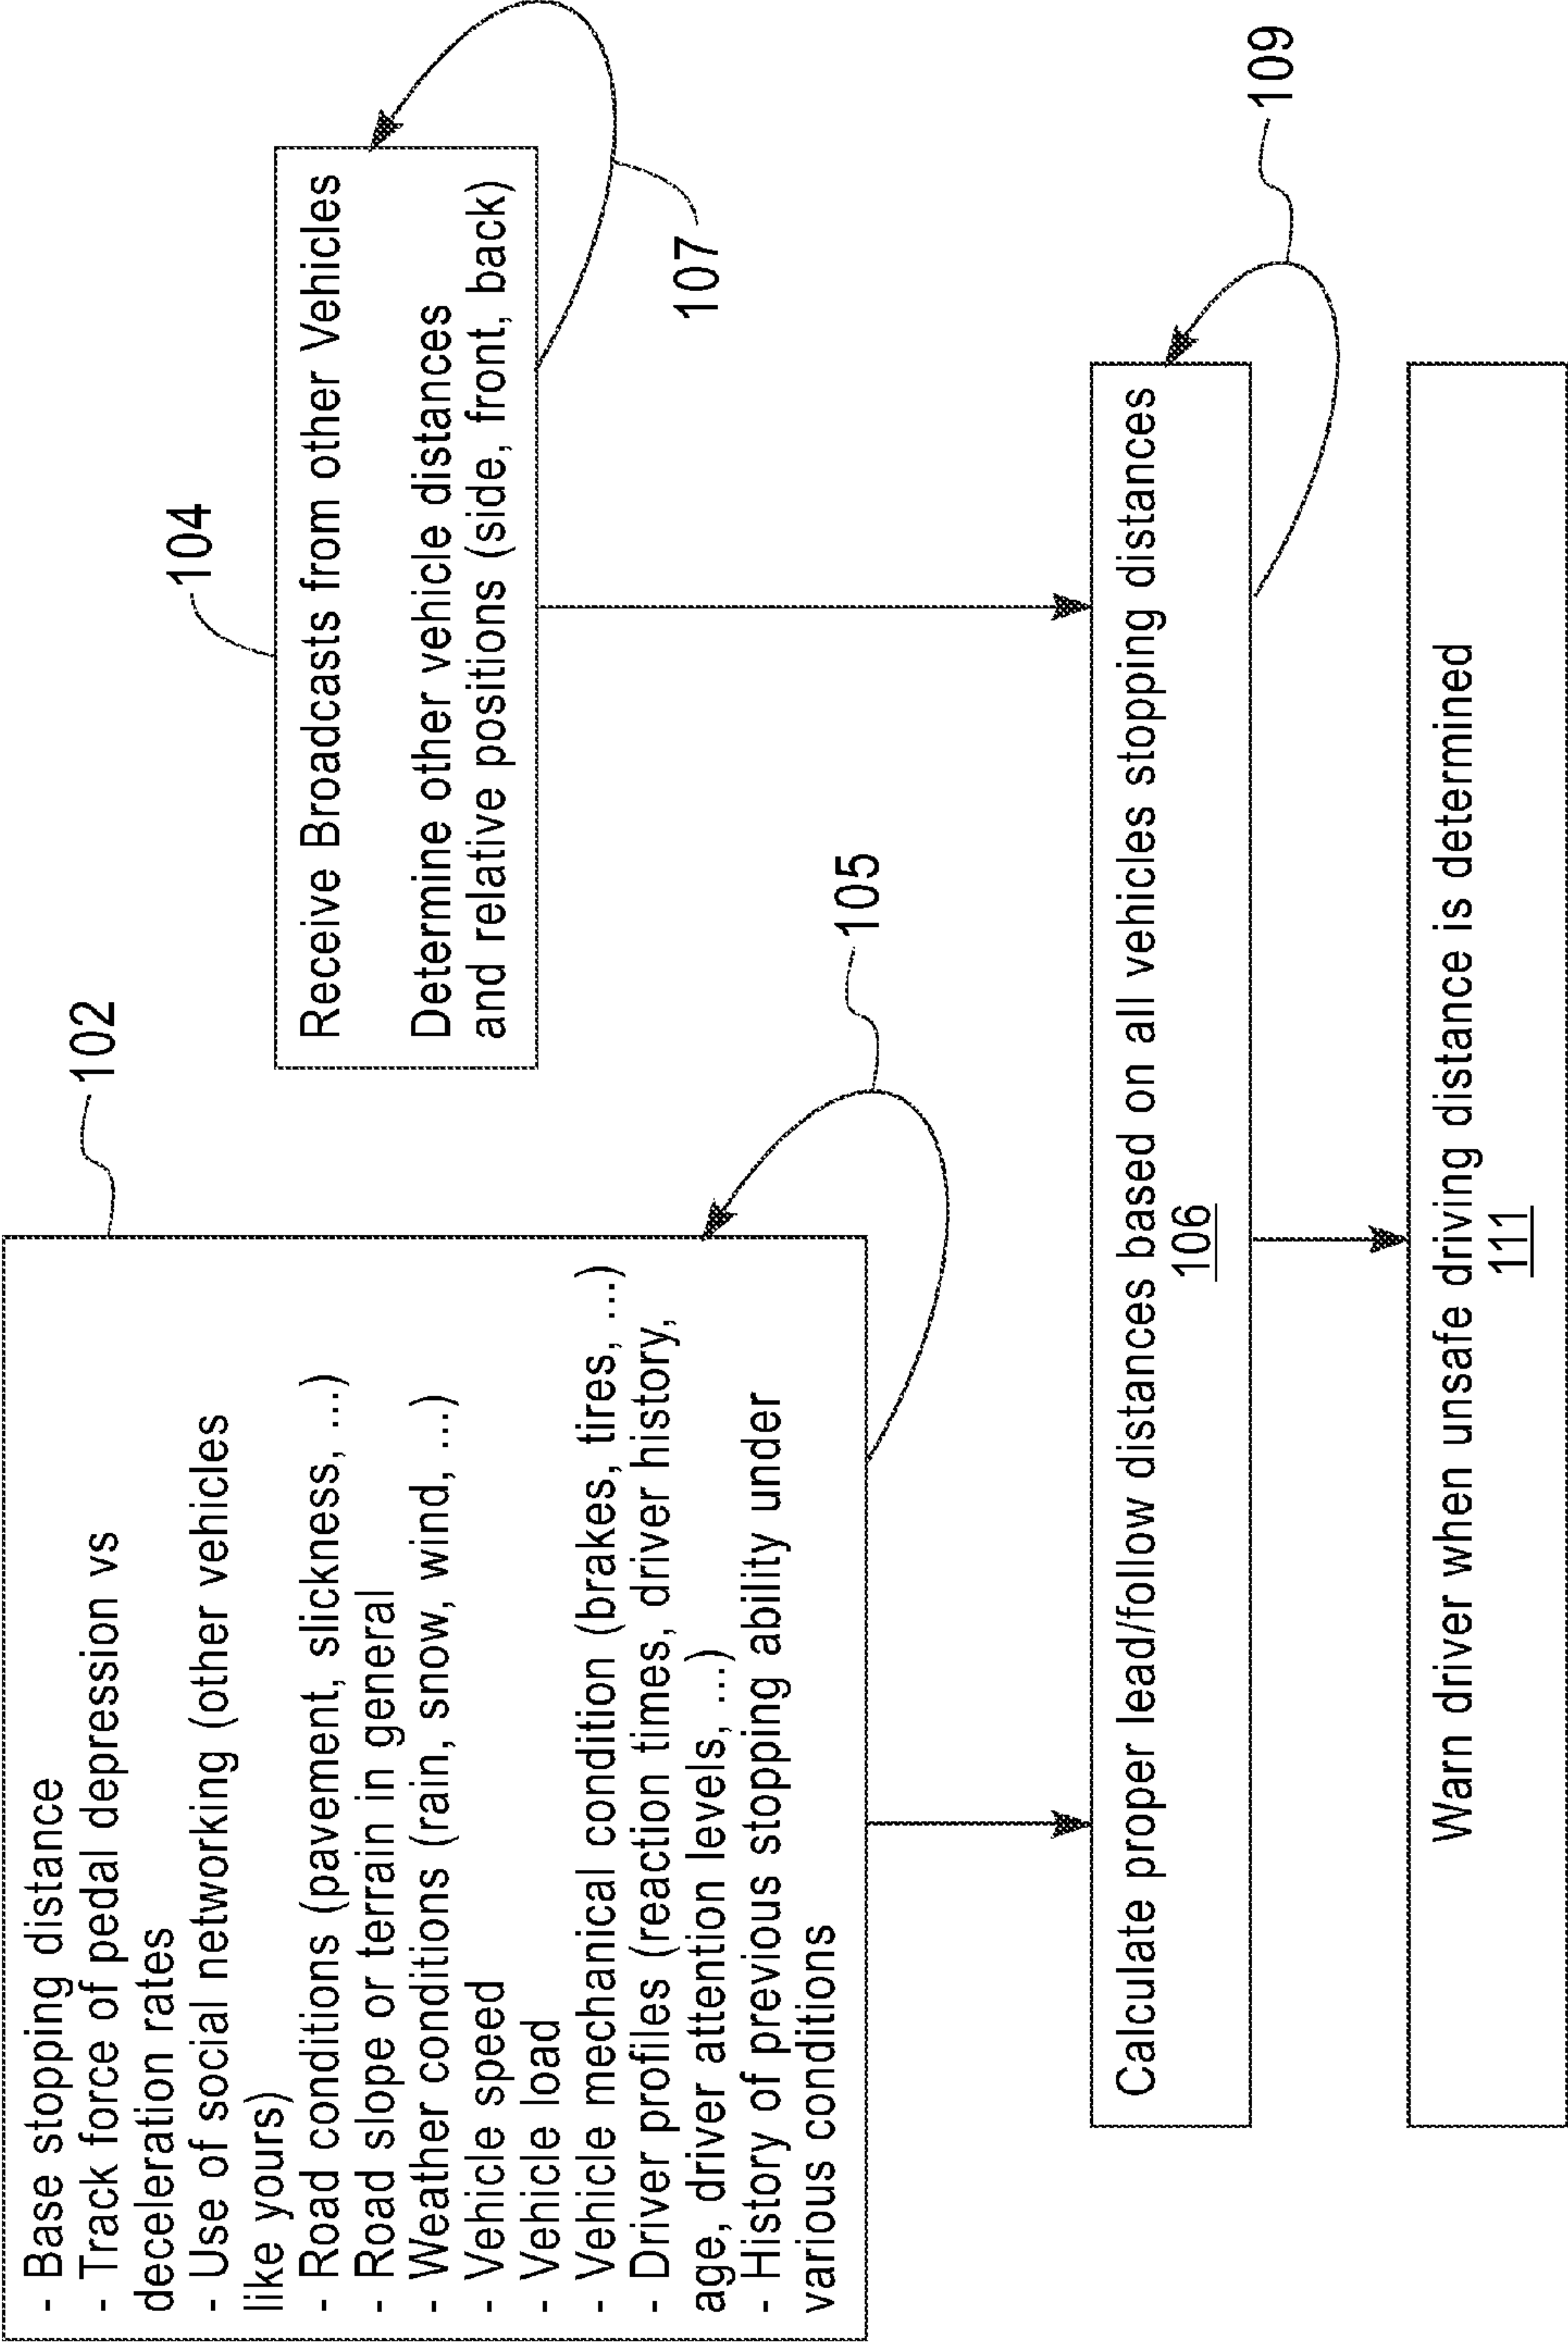 102
- Base stopping distance
- Track force of pedal depression vs
deceleration rates
- Use of social networking (other vehicles
like yours)
- Road conditions (pavement, slickness, ...)
- Road slope or terrain in general
- Weather conditions (rain, snow, wind, ...)
- Vehicle speed
- Vehicle load
- Vehicle mechanical condition (brakes, tires, ...)
- Driver profiles (reaction times, driver history,
age, driver attention levels, ...)
- History of previous stopping ability under
various conditions
105
104
Receive Broadcasts from other Vehicles
Determine other vehicle distances
and relative positions (side, front, back)
107
Calculate proper lead/follow distances based on all vehicles stopping distances
106
109
Warn driver when unsafe driving distance is determined
111